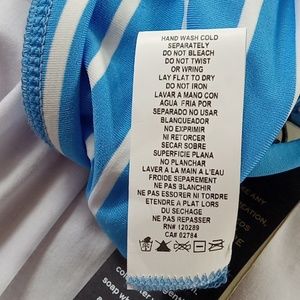 HAND WASH COLD
SEPARATELY
DO NOT BLEACH
DO NOT TWIST
OR WRING
LAY FLAT TO DRY
DO NOT IRON
LAVAR A MANO CON
AGUA FRIA POR
SEPARADO NO USAR
BLANQUEADOR
NO EXPRIMIR
NI RETORCER
SECAR SOBRE
SUPERFICIE PLANA
NO PLANCHAR
LAVER A LA MAIN A L'EAU
FROIDE SEPAREMENT
NE PAS BLANCHIR
NE PAS ESSORER NI TORDRE
ETENDRE A PLAT LORS
DU SECHAGE
NE PAS REPASSER
RN# 120289
CA# 02784
ANY
soap